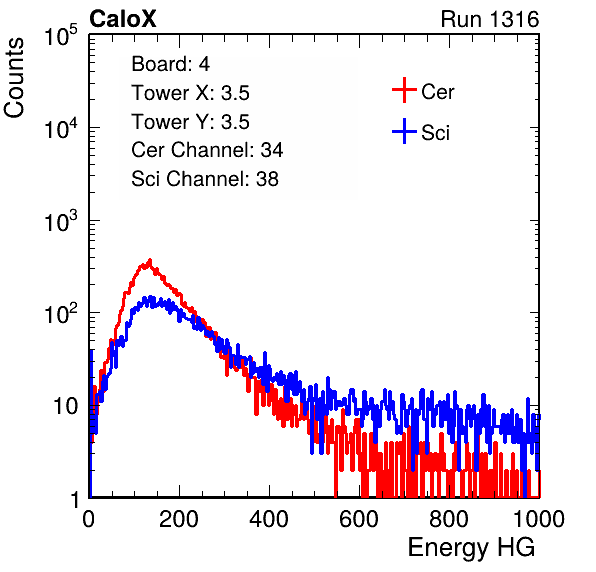 CaloX Run 1316
Counts
10^5
10^4
10^3
10^2
10
1
Board: 4
Tower X: 3.5
Tower Y: 3.5
Cer Channel: 34
Sci Channel: 38
Cer
Sci
0 200 400 600 800 1000
Energy HG